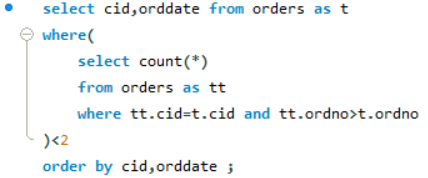 select cid,orddate from orders as t
where(
select count(*)
from orders as tt
where tt.cid=t.cid and tt.ordno>t.ordno
)<2
order by cid,orddate ;